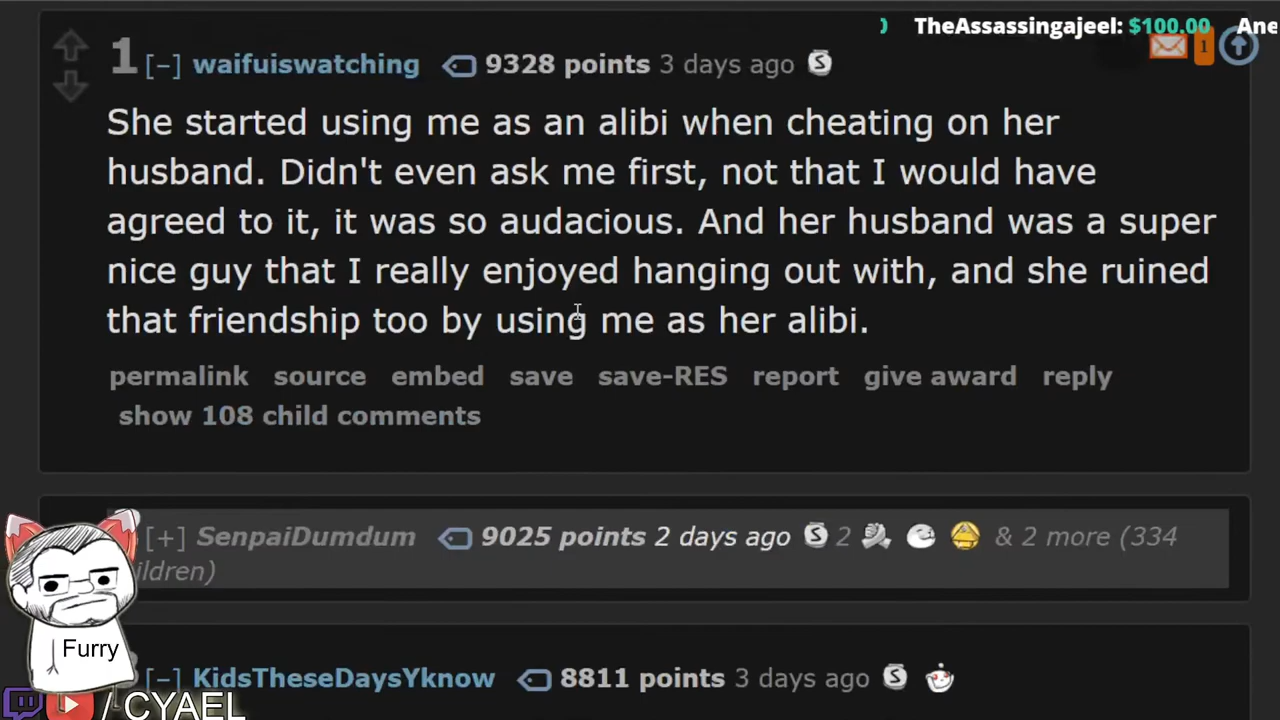 TheAssassingajeel: $100.00 Ane
1 [–] waifuiswatching 9328 points 3 days ago S 1
She started using me as an alibi when cheating on her
husband. Didn't even ask me first, not that I would have
agreed to it, it was so audacious. And her husband was a super
nice guy that I really enjoyed hanging out with, and she ruined
that friendship too by using me as her alibi.
permalink source embed save save-RES report give award reply
show 108 child comments
[+] SenpaiDumdum 9025 points 2 days ago S 2 & 2 more (334
ildren)
[–] KidsTheseDaysYknow 8811 points 3 days ago S
Furry
/ CYAEL